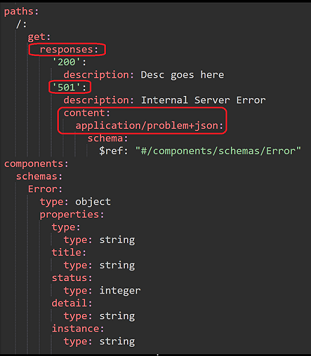 paths:
  /:
    get:
      responses:
        '200':
          description: Desc goes here
        '501':
          description: Internal Server Error
          content:
            application/problem+json:
              schema:
                $ref: "#/components/schemas/Error"
components:
  schemas:
    Error:
      type: object
      properties:
        type:
          type: string
        title:
          type: string
        status:
          type: integer
        detail:
          type: string
        instance:
          type: string